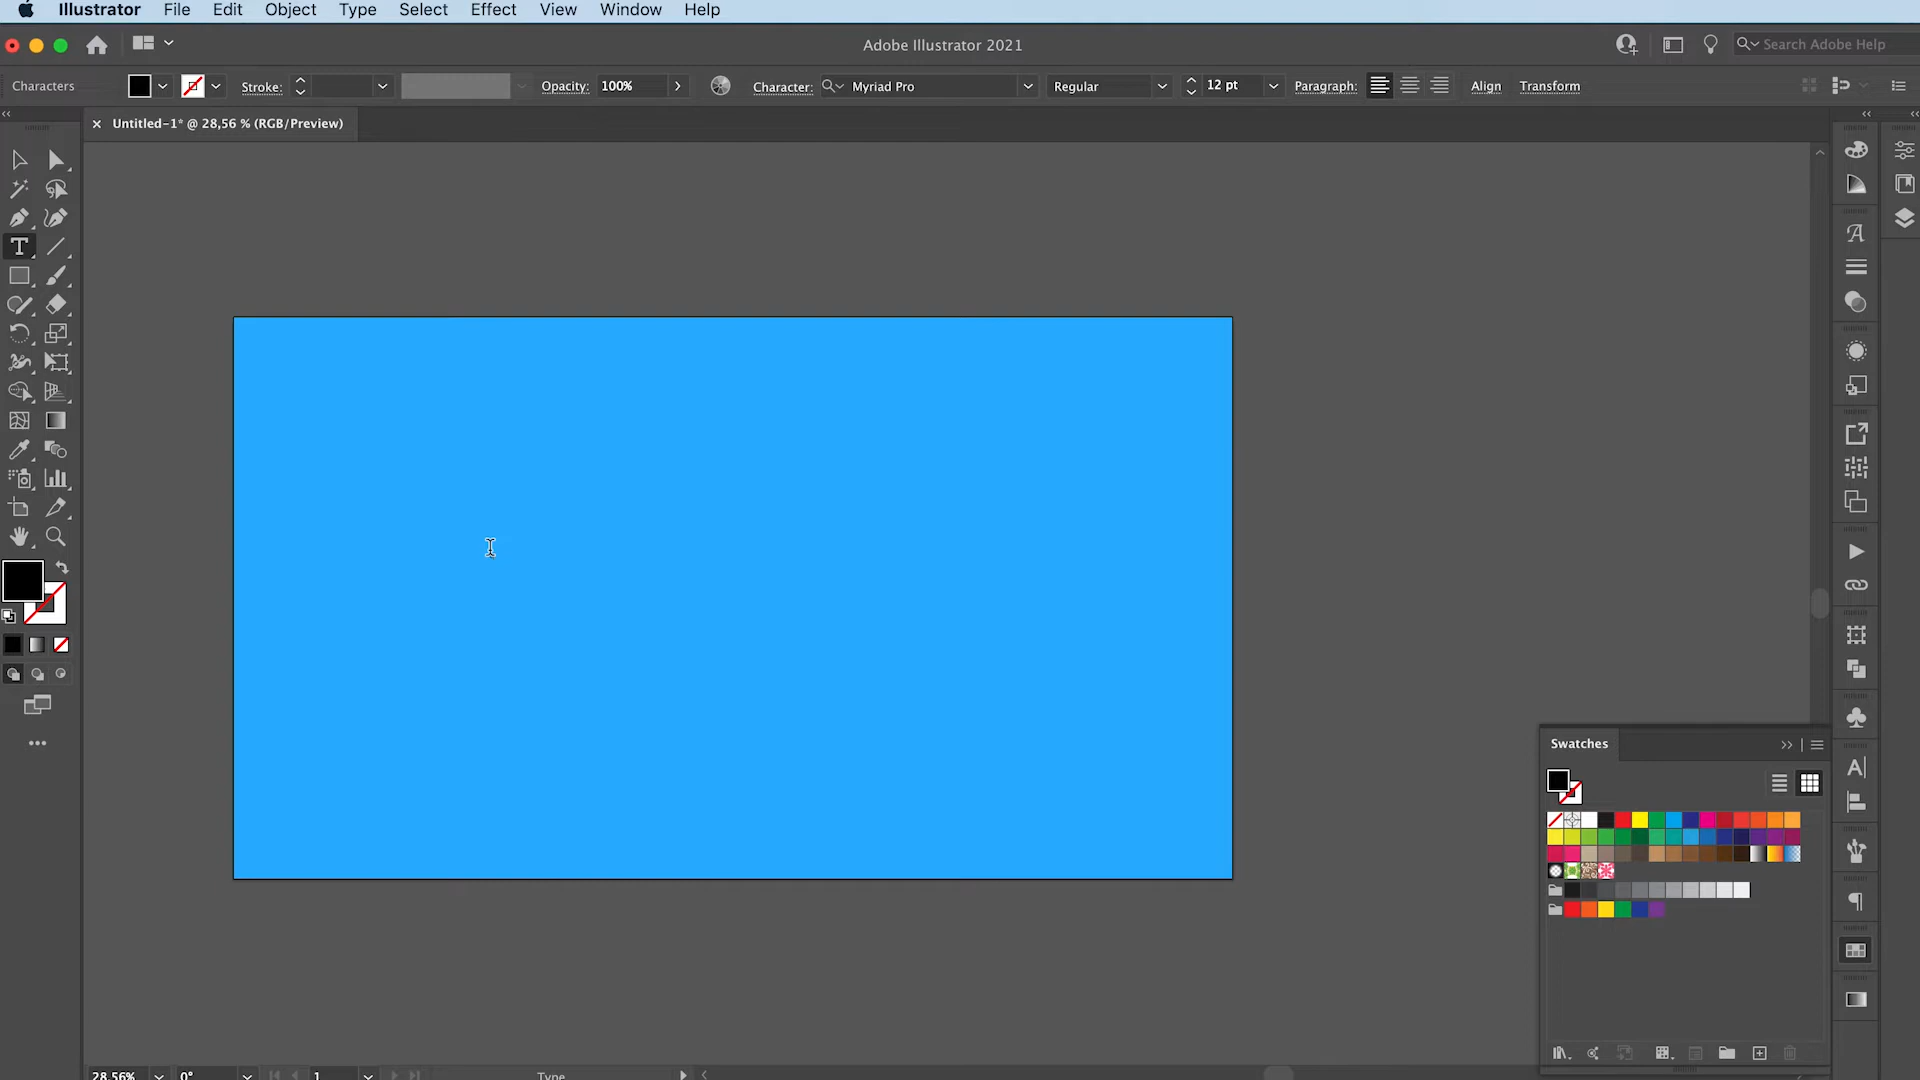 Illustrator File Edit Object Type Select Effect View Window Help
Adobe Illustrator 2021
Search Adobe Help
Characters Stroke: Opacity: 100% Character: Myriad Pro Regular 12 pt Paragraph: Align Transform
× Untitled-1* @ 28,56 % (RGB/Preview)
Swatches
28,56% 0° 1 Type